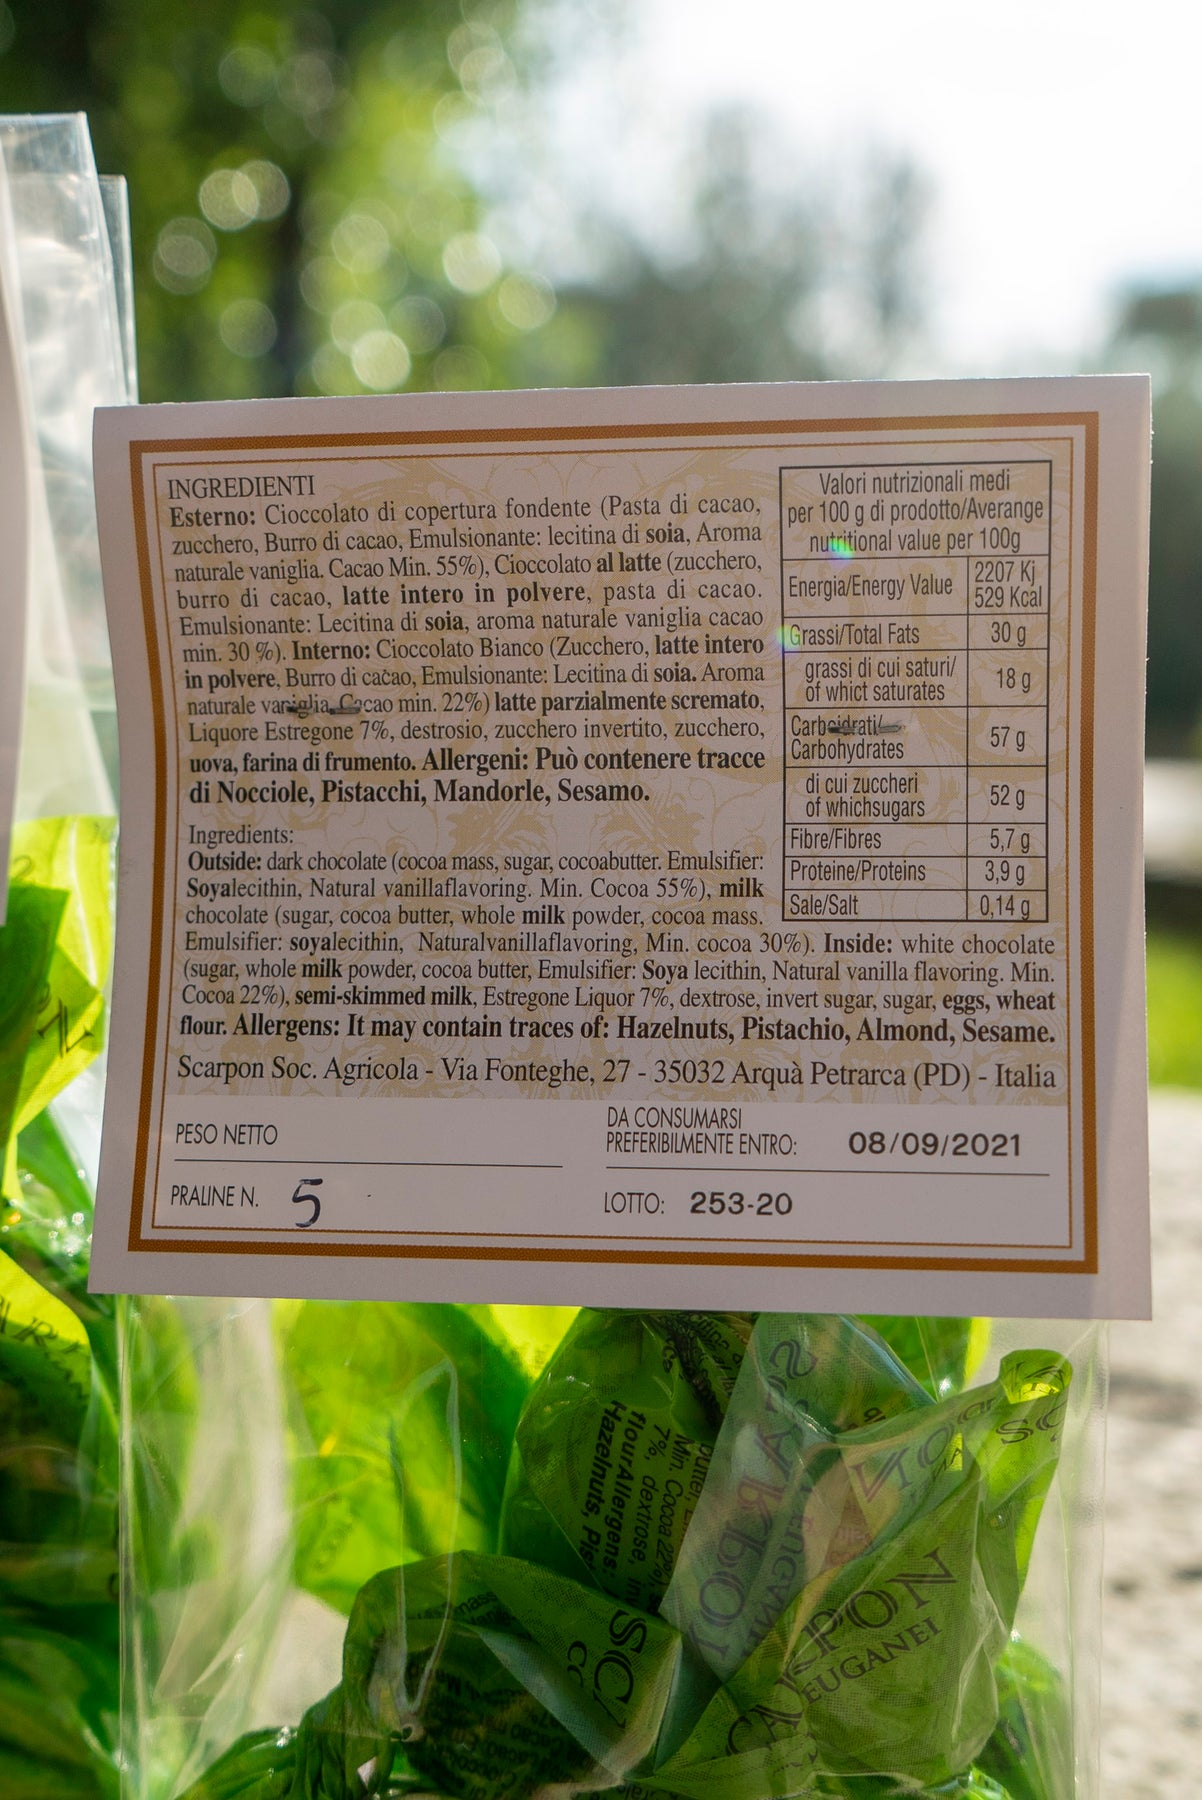 INGREDIENTI
Esterno: Cioccolato di copertura fondente (Pasta di cacao,
zucchero, Burro di cacao, Emulsionante: lecitina di soia, Aroma
naturale vaniglia. Cacao Min. 55%), Cioccolato al latte (zucchero,
burro di cacao, latte intero in polvere, pasta di cacao.
Emulsionante: Lecitina di soia, aroma naturale vaniglia cacao
min. 30 %). Interno: Cioccolato Bianco (Zucchero, latte intero
in polvere, Burro di cacao, Emulsionante: Lecitina di soia. Aroma
naturale vaniglia. Cacao min. 22%) latte parzialmente scremato,
Liquore Estregone 7%, destrosio, zucchero invertito, zucchero,
uova, farina di frumento. Allergeni: Può contenere tracce
di Nocciole, Pistacchi, Mandorle, Sesamo.
Valori nutrizionali medi
per 100 g di prodotto/Averange
nutritional value per 100g
Energia/Energy Value 2207 Kj
529 Kcal
Grassi/Total Fats 30 g
grassi di cui saturi/
of whict saturates 18 g
Carboidrati/
Carbohydrates 57 g
di cui zuccheri
of whichsugars 52 g
Fibre/Fibres 5,7 g
Proteine/Proteins 3,9 g
Sale/Salt 0,14 g
Ingredients:
Outside: dark chocolate (cocoa mass, sugar, cocoabutter. Emulsifier:
Soyalecithin, Natural vanillaflavoring. Min. Cocoa 55%), milk
chocolate (sugar, cocoa butter, whole milk powder, cocoa mass.
Emulsifier: soyalecithin, Naturalvanillaflavoring, Min. cocoa 30%). Inside: white chocolate
(sugar, whole milk powder, cocoa butter, Emulsifier: Soya lecithin, Natural vanilla flavoring. Min.
Cocoa 22%), semi-skimmed milk, Estregone Liquor 7%, dextrose, invert sugar, sugar, eggs, wheat
flour. Allergens: It may contain traces of: Hazelnuts, Pistachio, Almond, Sesame.
Scarpon Soc. Agricola - Via Fonteghe, 27 - 35032 Arquà Petrarca (PD) - Italia
PESO NETTO
DA CONSUMARSI
PREFERIBILMENTE ENTRO: 08/09/2021
PRALINE N. 5
LOTTO: 253-20
Min. Cocoa 22%),
7%, dextrose,
flourAllergens:
Hazelnuts,
SCARPON
EUGANEI